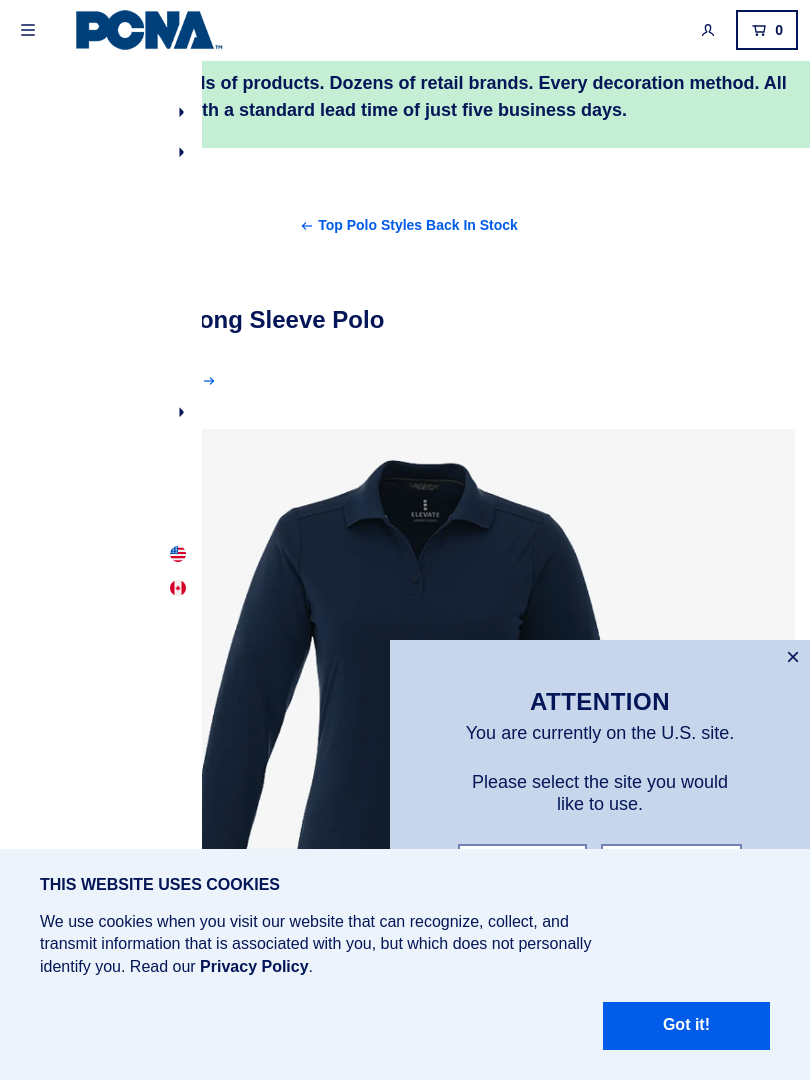 PCNA™
0
ls of products. Dozens of retail brands. Every decoration method. All
th a standard lead time of just five business days.
← Top Polo Styles Back In Stock
ong Sleeve Polo
→
ELEVATE
×
ATTENTION
You are currently on the U.S. site.
Please select the site you would
like to use.
THIS WEBSITE USES COOKIES
We use cookies when you visit our website that can recognize, collect, and
transmit information that is associated with you, but which does not personally
identify you. Read our Privacy Policy.
Got it!